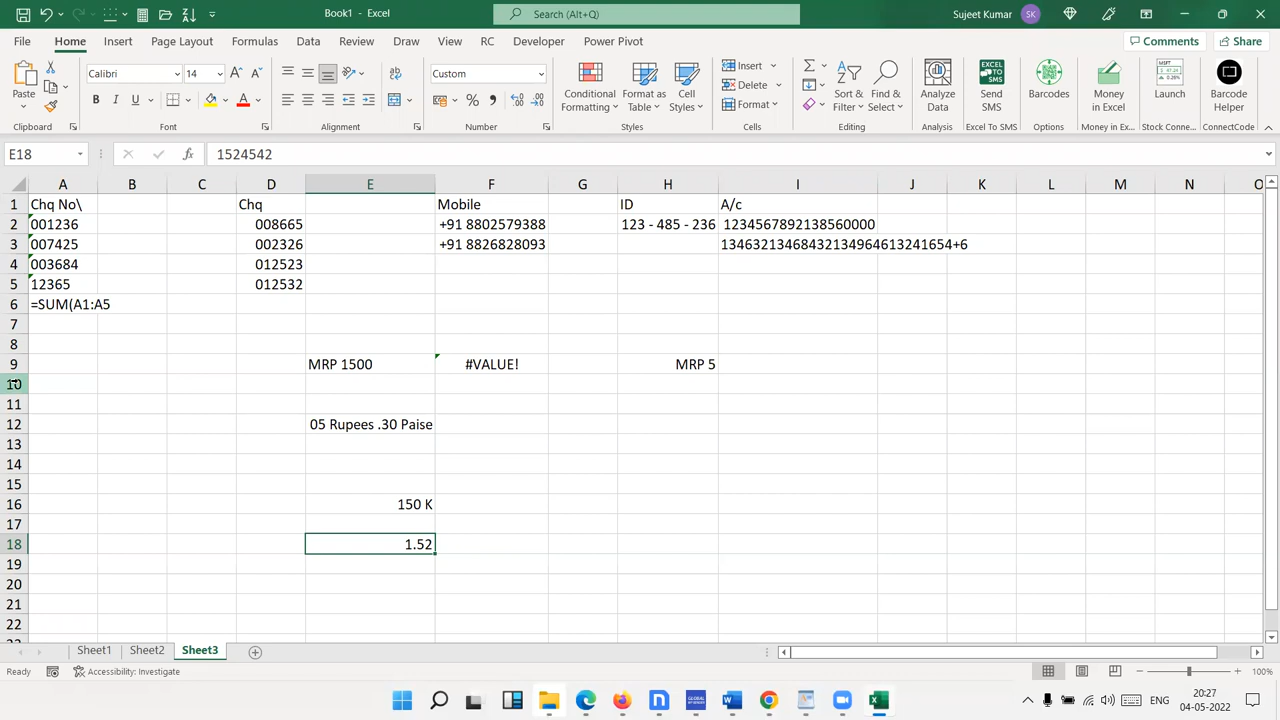 Book1 - Excel
Search (Alt+Q)
Sujeet Kumar
SK
File Home Insert Page Layout Formulas Data Review View Draw RC Developer Power Pivot
Comments
Share
Paste
Calibri
14
B I U
Custom
Conditional Formatting
Format as Table
Cell Styles
Insert
Delete
Format
Sort & Filter
Find & Select
Analyze Data
Send SMS
Barcodes
Money in Excel
Launch
Barcode Helper
Clipboard Font Alignment Number Styles Cells Editing Analysis Excel To SMS Options Money in Ex... Stock Conne... ConnectCode
E18
fx
1524542
A B C D E F G H I J K L M N O
1 Chq No\ Chq Mobile ID A/c
2 001236 008665 +91 8802579388 123 - 485 - 236 1234567892138560000
3 007425 002326 +91 8826828093 13463213468432134964613241654+6
4 003684 012523
5 12365 012532
6 =SUM(A1:A5
7
8
9 MRP 1500 #VALUE! MRP 5
10
11
12 05 Rupees .30 Paise
13
14
15
16 150 K
17
18 1.52
19
20
21
22
Sheet1 Sheet2 Sheet3
Ready
Accessibility: Investigate
100%
ENG
20:27
04-05-2022